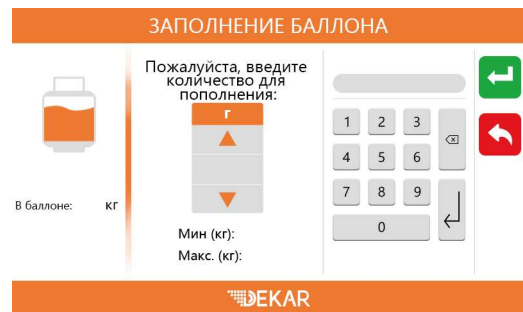 ЗАПОЛНЕНИЕ БАЛЛОНА
Пожалуйста, введите
количество для
пополнения:
г
В баллоне: кг
Мин (кг):
Макс. (кг):
1 2 3
4 5 6
7 8 9
0
DEKAR